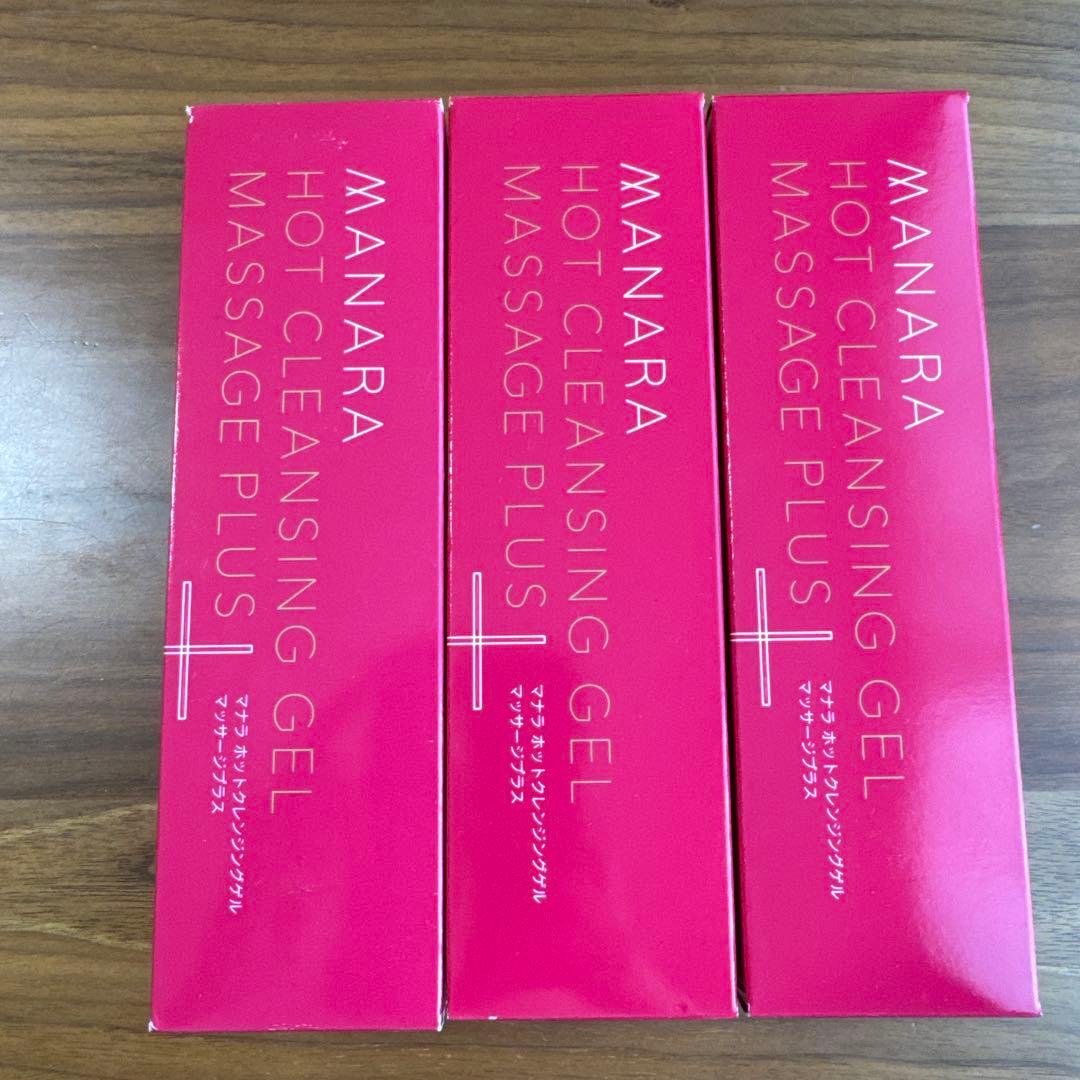 MANARA
HOT CLEANSING GEL
MASSAGE PLUS
マナラ ホットクレンジングゲル
マッサージプラス
MANARA
HOT CLEANSING GEL
MASSAGE PLUS
マナラ ホットクレンジングゲル
マッサージプラス
MANARA
HOT CLEANSING GEL
MASSAGE PLUS
マナラ ホットクレンジングゲル
マッサージプラス